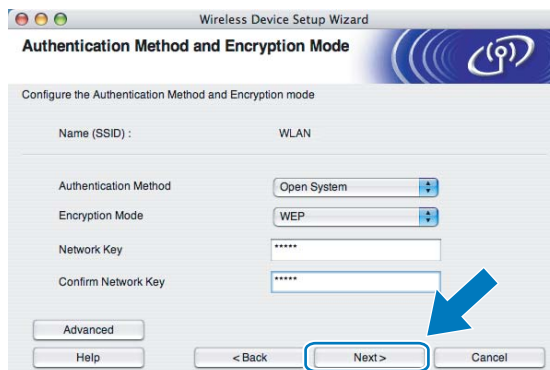 Wireless Device Setup Wizard
Authentication Method and Encryption Mode
Configure the Authentication Method and Encryption mode
Name (SSID) : WLAN
Authentication Method Open System
Encryption Mode WEP
Network Key *****
Confirm Network Key *****
Advanced
Help < Back Next > Cancel